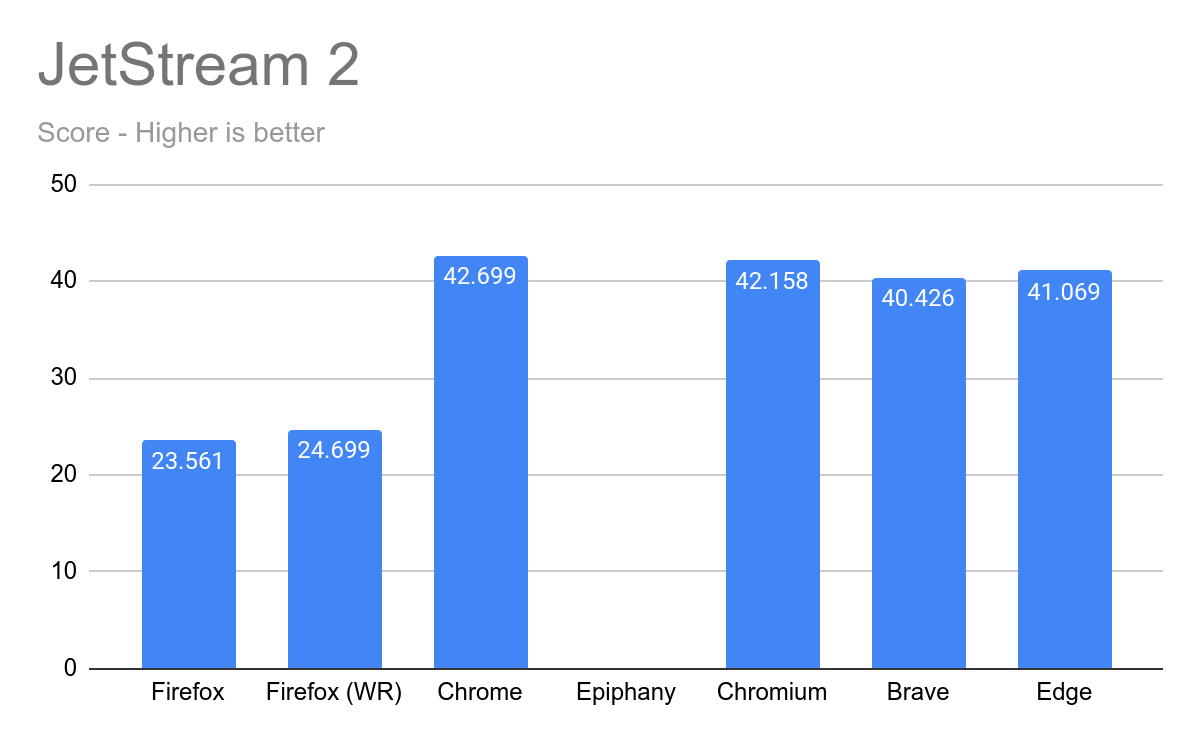 JetStream 2
Score - Higher is better
50
40
30
20
10
0
23.561
24.699
42.699
42.158
40.426
41.069
Firefox
Firefox (WR)
Chrome
Epiphany
Chromium
Brave
Edge